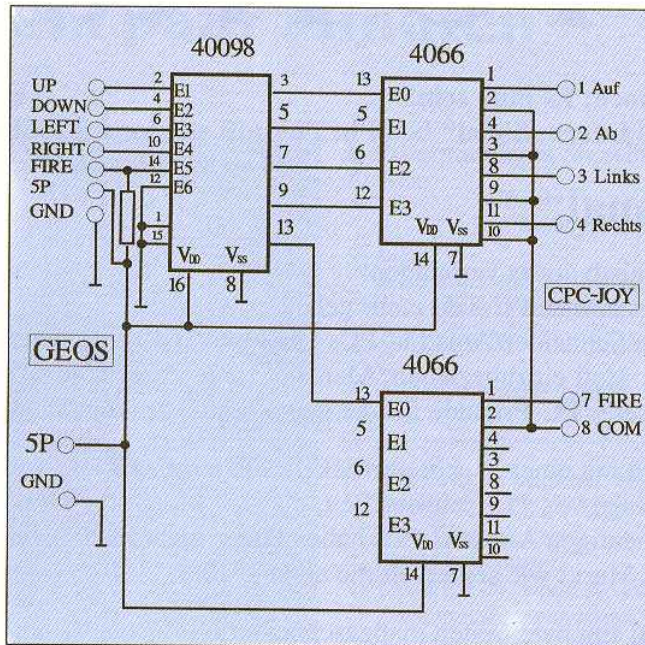 40098
4066
UP 2 E1 3 13 E0 1 1 Auf
DOWN 4 E2 5 5 E1 2
LEFT 6 E3 7 6 E2 4 2 Ab
RIGHT 10 E4 9 12 E3 3
FIRE 14 E5 13 8 3 Links
5P 12 E6 9
GND 1 11 4 Rechts
15 10
VDD VSS VDD VSS
16 8 14 7
CPC-JOY
GEOS
4066
13 E0 1 7 FIRE
5 E1 2 8 COM
5P 4
6 E2 3
GND 8
12 E3 9
11
VDD VSS 10
14 7